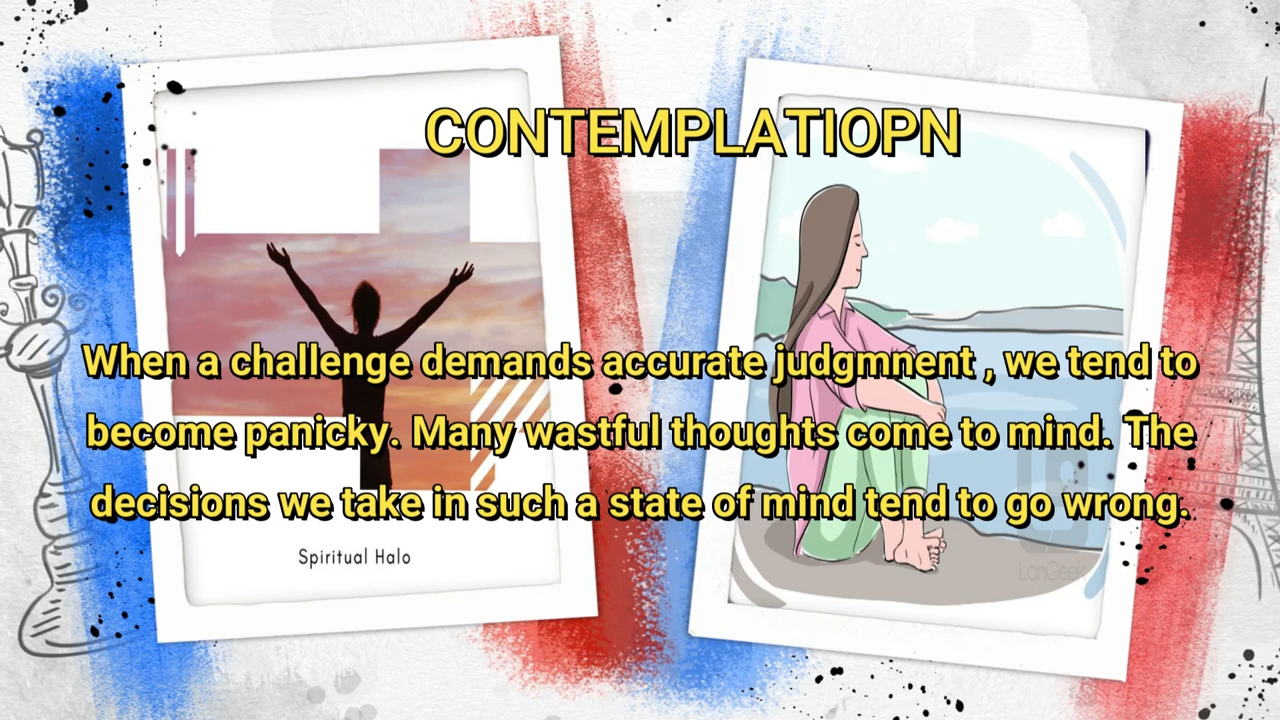 CONTEMPLATIOPN
When a challenge demands accurate judgmnent , we tend to
become panicky. Many wastful thoughts come to mind. The
decisions we take in such a state of mind tend to go wrong.
Spiritual Halo
LanGeek